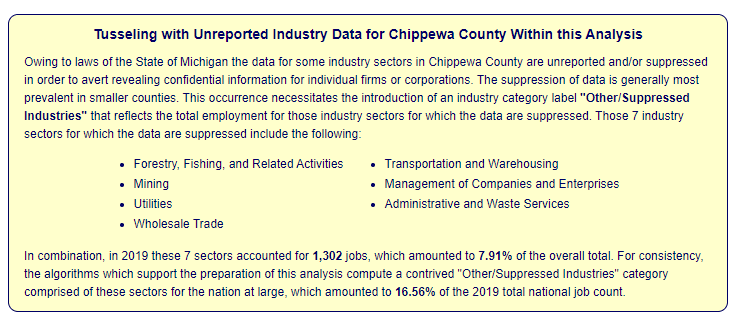 Tusseling with Unreported Industry Data for Chippewa County Within this Analysis
Owing to laws of the State of Michigan the data for some industry sectors in Chippewa County are unreported and/or suppressed
in order to avert revealing confidential information for individual firms or corporations. The suppression of data is generally most
prevalent in smaller counties. This occurrence necessitates the introduction of an industry category label "Other/Suppressed
Industries" that reflects the total employment for those industry sectors for which the data are suppressed. Those 7 industry
sectors for which the data are suppressed include the following:
• Forestry, Fishing, and Related Activities
• Mining
• Utilities
• Wholesale Trade
• Transportation and Warehousing
• Management of Companies and Enterprises
• Administrative and Waste Services
In combination, in 2019 these 7 sectors accounted for 1,302 jobs, which amounted to 7.91% of the overall total. For consistency,
the algorithms which support the preparation of this analysis compute a contrived "Other/Suppressed Industries" category
comprised of these sectors for the nation at large, which amounted to 16.56% of the 2019 total national job count.